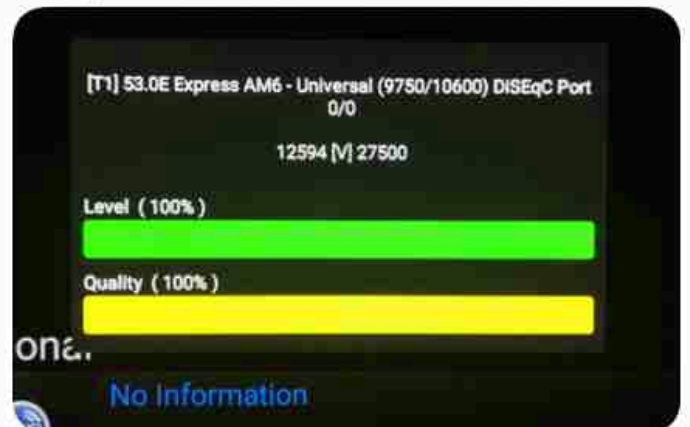 [T1] 53.0E Express AM6 - Universal (9750/10600) DiSEqC Port
0/0
12594 [V] 27500
Level ( 100% )
Quality ( 100% )
No Information